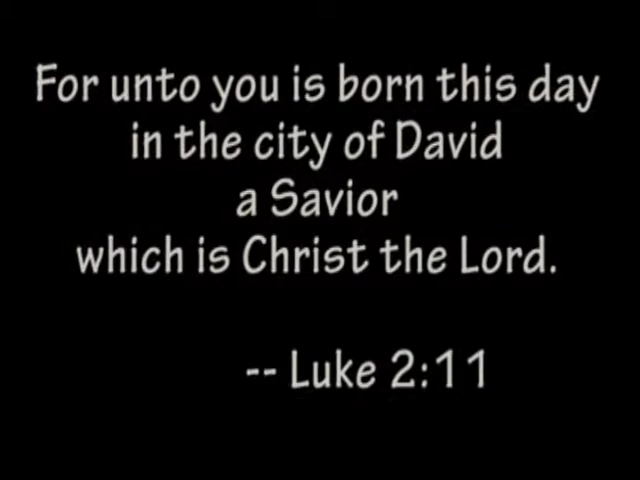 For unto you is born this day
in the city of David
a Savior
which is Christ the Lord.
-- Luke 2:11